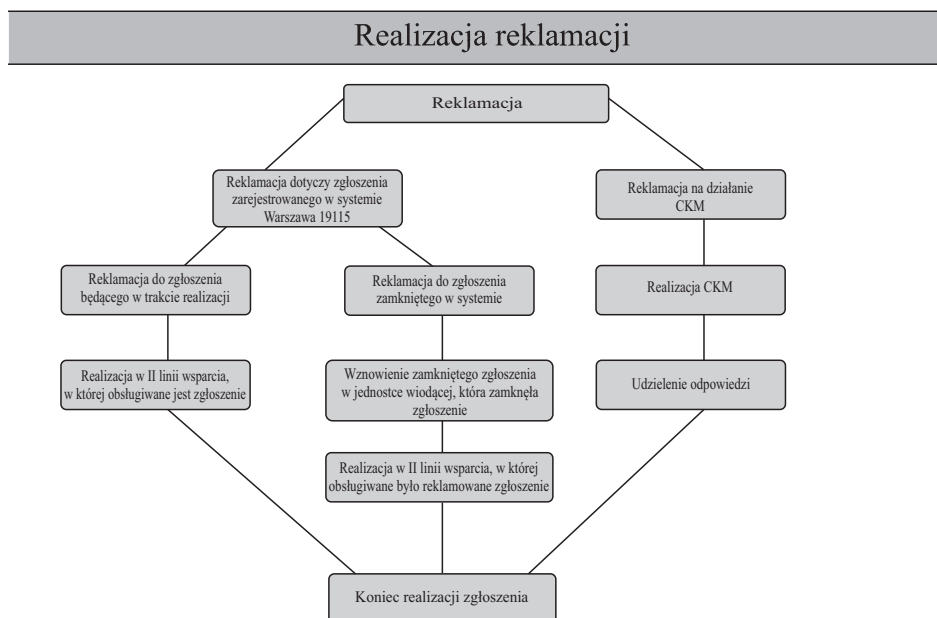 Realizacja reklamacji
Reklamacja
Reklamacja dotyczy zgłoszenia
zarejestrowanego w systemie
Warszawa 19115
Reklamacja na działanie
CKM
Reklamacja do zgłoszenia
będącego w trakcie realizacji
Reklamacja do zgłoszenia
zamkniętego w systemie
Realizacja CKM
Realizacja w II linii wsparcia,
w której obsługiwane jest zgłoszenie
Wznowienie zamkniętego zgłoszenia
w jednostce wiodącej, która zamknęła
zgłoszenie
Udzielenie odpowiedzi
Realizacja w II linii wsparcia, w której
obsługiwane było reklamowane zgłoszenie
Koniec realizacji zgłoszenia